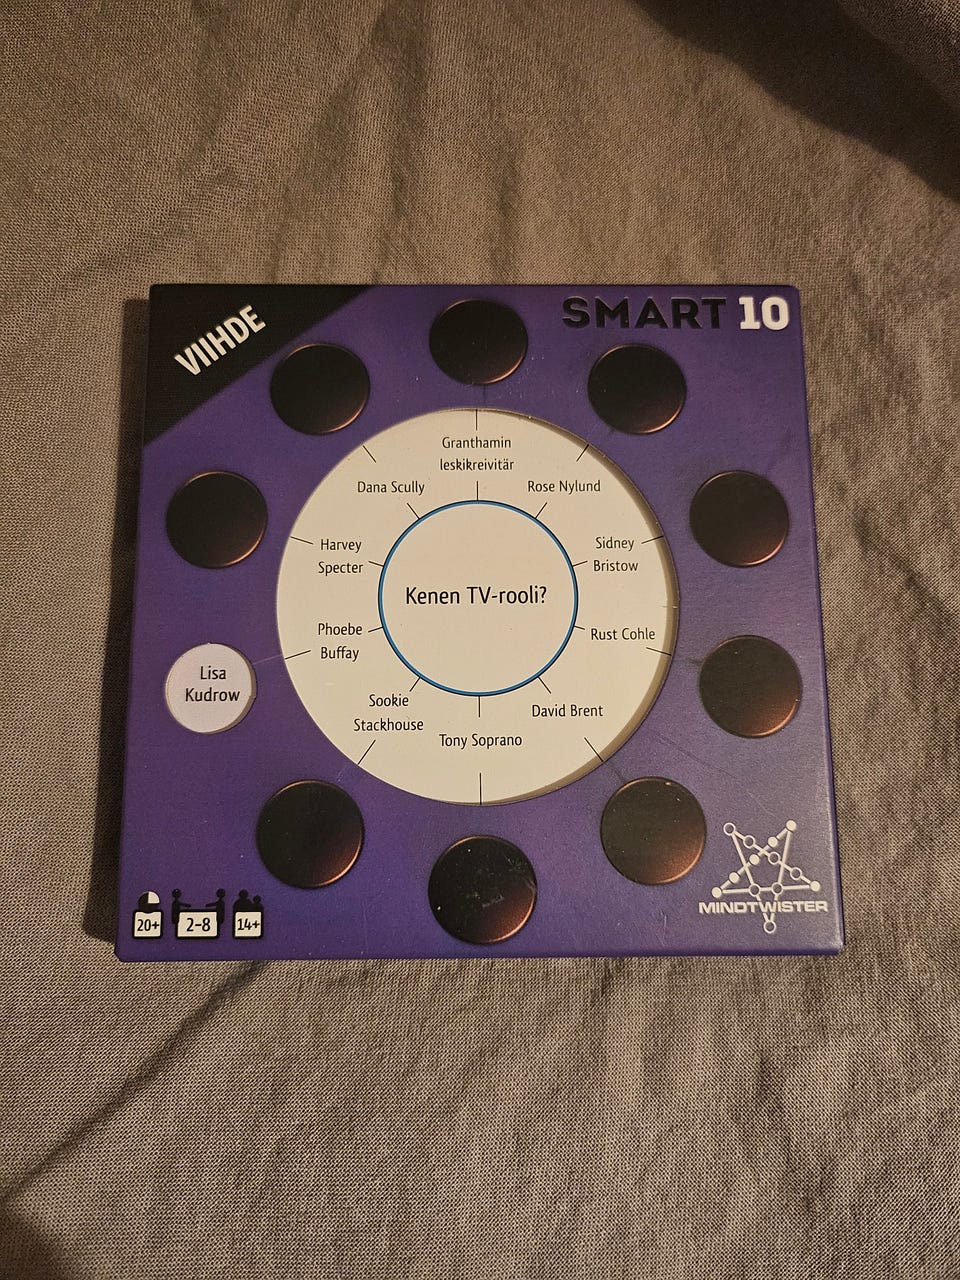 VIIHDE
SMART 10
Granthamin
leskikreivitär
Rose Nylund
Sidney
Bristow
Rust Cohle
David Brent
Tony Soprano
Sookie
Stackhouse
Phoebe
Buffay
Harvey
Specter
Dana Scully
Kenen TV-rooli?
Lisa
Kudrow
20+
2-8
14+
MINDTWISTER